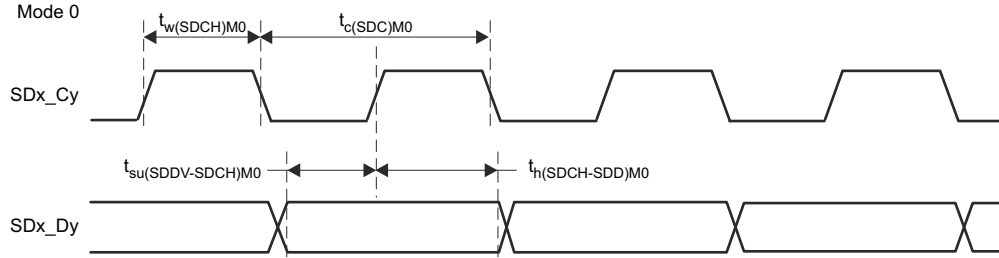 Mode 0
tw(SDCH)M0
tc(SDC)M0
SDx_Cy
tsu(SDDV-SDCH)M0
th(SDCH-SDD)M0
SDx_Dy